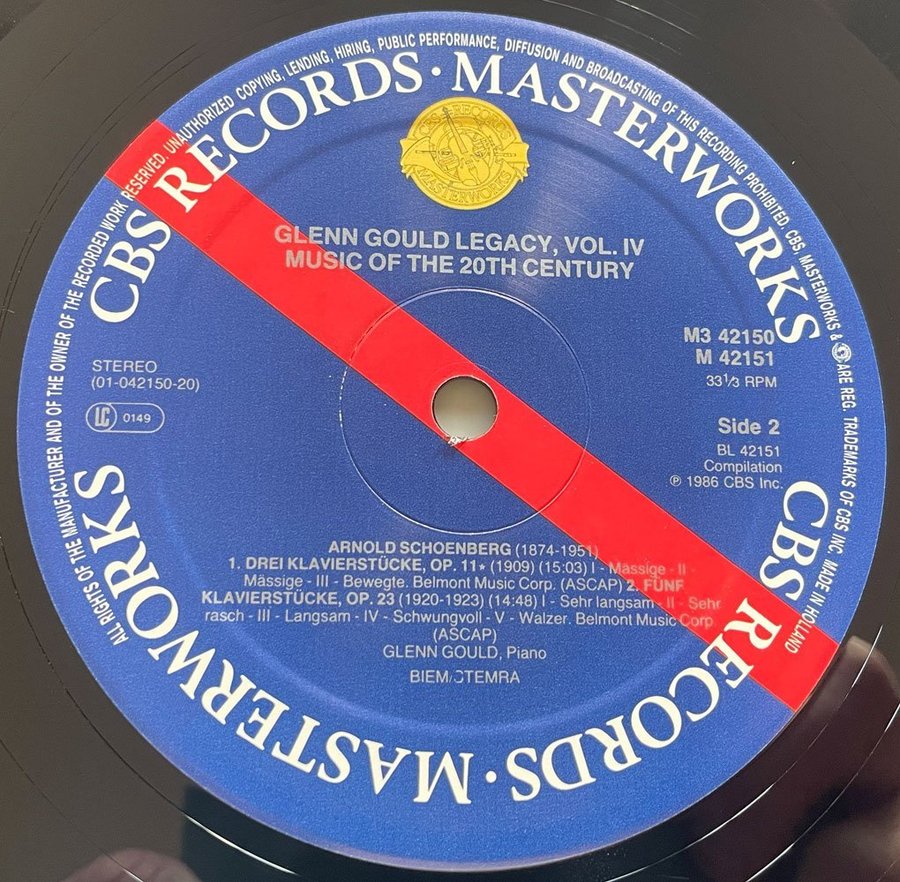 ALL RIGHTS OF THE MANUFACTURER AND OF THE OWNER OF THE RECORDED WORK RESERVED. UNAUTHORIZED COPYING, LENDING, HIRING, PUBLIC PERFORMANCE, DIFFUSION AND BROADCASTING OF THIS RECORDING PROHIBITED. CBS, MASTERWORKS & ARE REG. TRADEMARKS OF CBS INC. MADE IN HOLLAND
CBS RECORDS · MASTERWORKS
CBS RECORDS · MASTERWORKS
CBS RECORDS
MASTERWORKS
GLENN GOULD LEGACY, VOL. IV
MUSIC OF THE 20TH CENTURY
M3 42150
M 42151
33⅓ RPM
STEREO
(01-042150-20)
LC 0149
Side 2
BL 42151
Compilation
℗ 1986 CBS Inc.
ARNOLD SCHOENBERG (1874-1951)
1. DREI KLAVIERSTÜCKE, OP. 11* (1909) (15:03) I - Mässige - II -
Mässige - III - Bewegte. Belmont Music Corp. (ASCAP) 2. FÜNF
KLAVIERSTÜCKE, OP. 23 (1920-1923) (14:48) I - Sehr langsam - II - Sehr
rasch - III - Langsam - IV - Schwungvoll - V - Walzer. Belmont Music Corp.
(ASCAP)
GLENN GOULD, Piano
BIEM/STEMRA